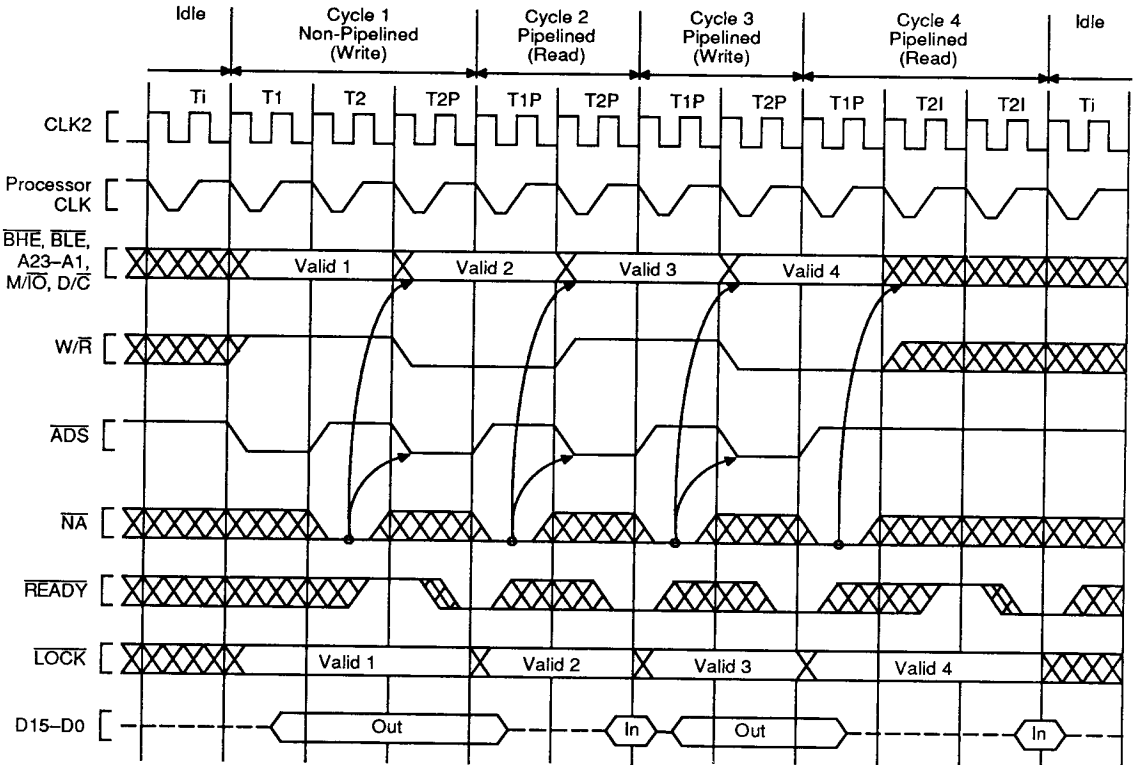 Idle
Cycle 1
Non-Pipelined
(Write)
Cycle 2
Pipelined
(Read)
Cycle 3
Pipelined
(Write)
Cycle 4
Pipelined
(Read)
Idle
Ti T1 T2 T2P T1P T2P T1P T2P T1P T2I T2I Ti
CLK2
Processor
CLK
BHE, BLE,
A23–A1,
M/IO, D/C
Valid 1 Valid 2 Valid 3 Valid 4
W/R
ADS
NA
READY
LOCK
Valid 1 Valid 2 Valid 3 Valid 4
D15–D0
Out In Out In